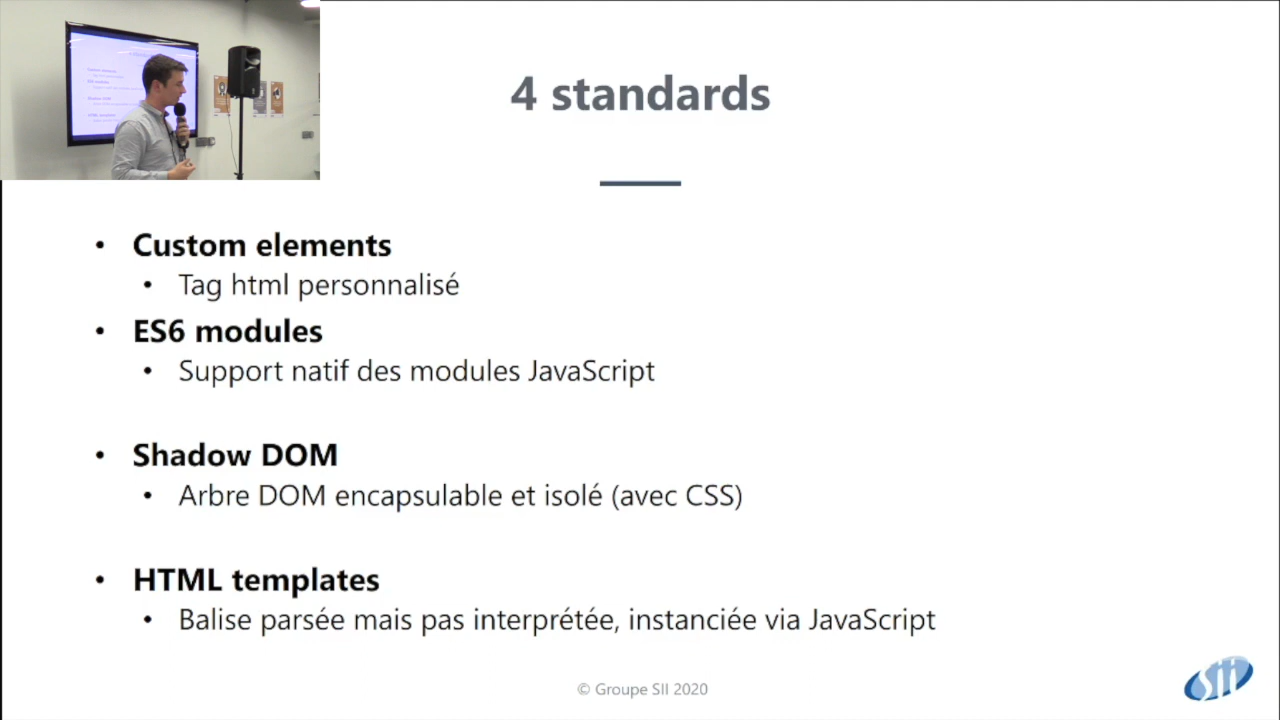 4 standards
• Custom elements
• Tag html personnalisé
• ES6 modules
• Support natif des modules JavaScript
• Shadow DOM
• Arbre DOM encapsulable et isolé (avec CSS)
• HTML templates
• Balise parsée mais pas interprétée, instanciée via JavaScript
© Groupe SII 2020
sii